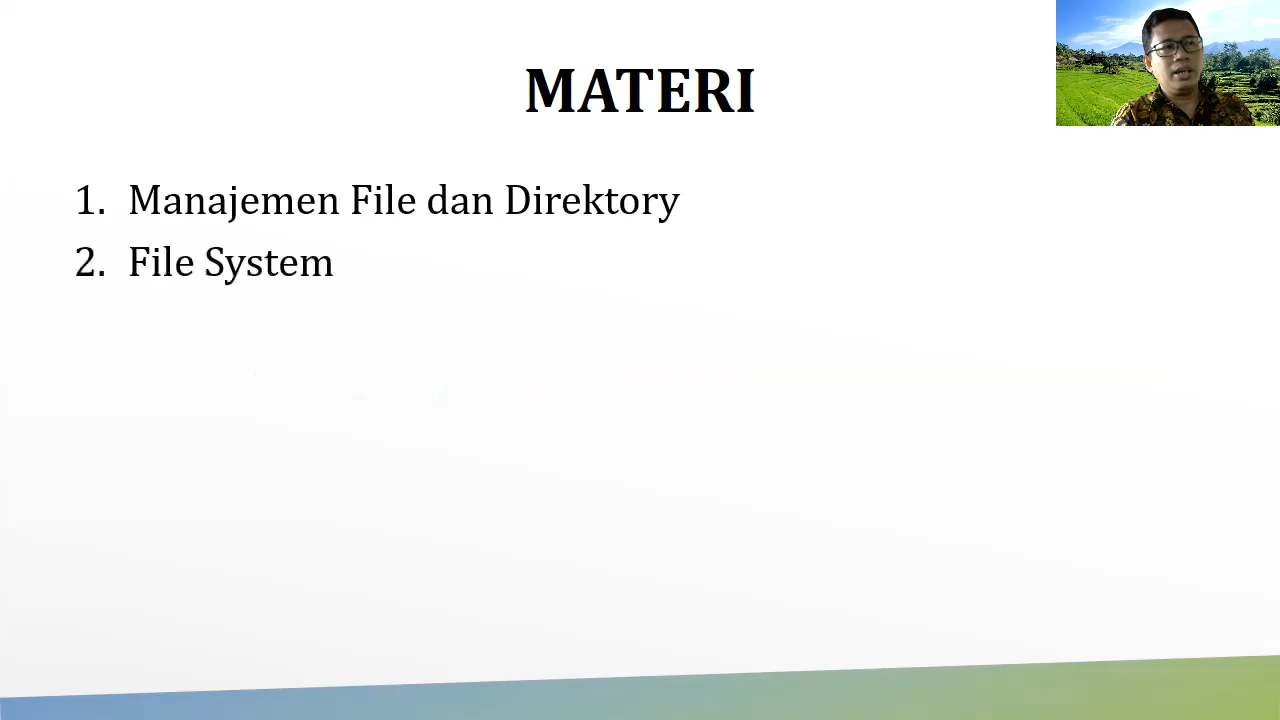 MATERI
1. Manajemen File dan Direktory
2. File System